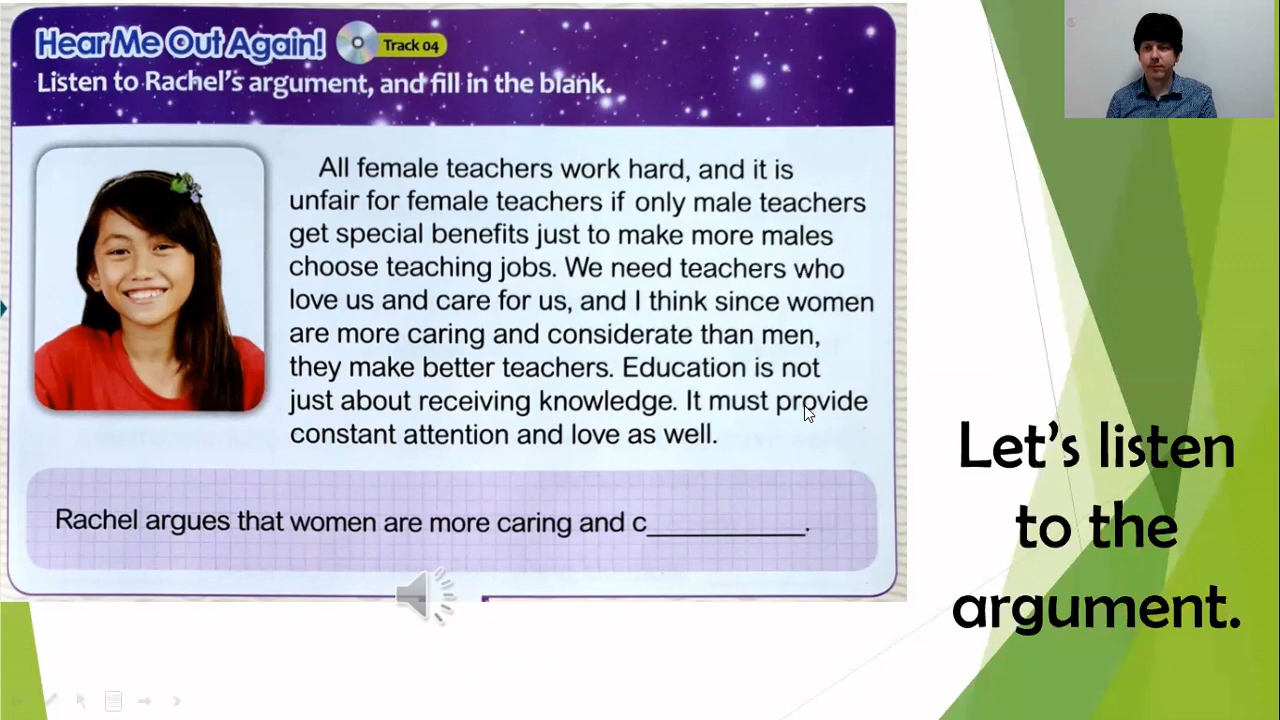 Hear Me Out Again!
Track 04
Listen to Rachel's argument, and fill in the blank.
All female teachers work hard, and it is
unfair for female teachers if only male teachers
get special benefits just to make more males
choose teaching jobs. We need teachers who
love us and care for us, and I think since women
are more caring and considerate than men,
they make better teachers. Education is not
just about receiving knowledge. It must provide
constant attention and love as well.
Rachel argues that women are more caring and c__________.
Let's listen
to the
argument.